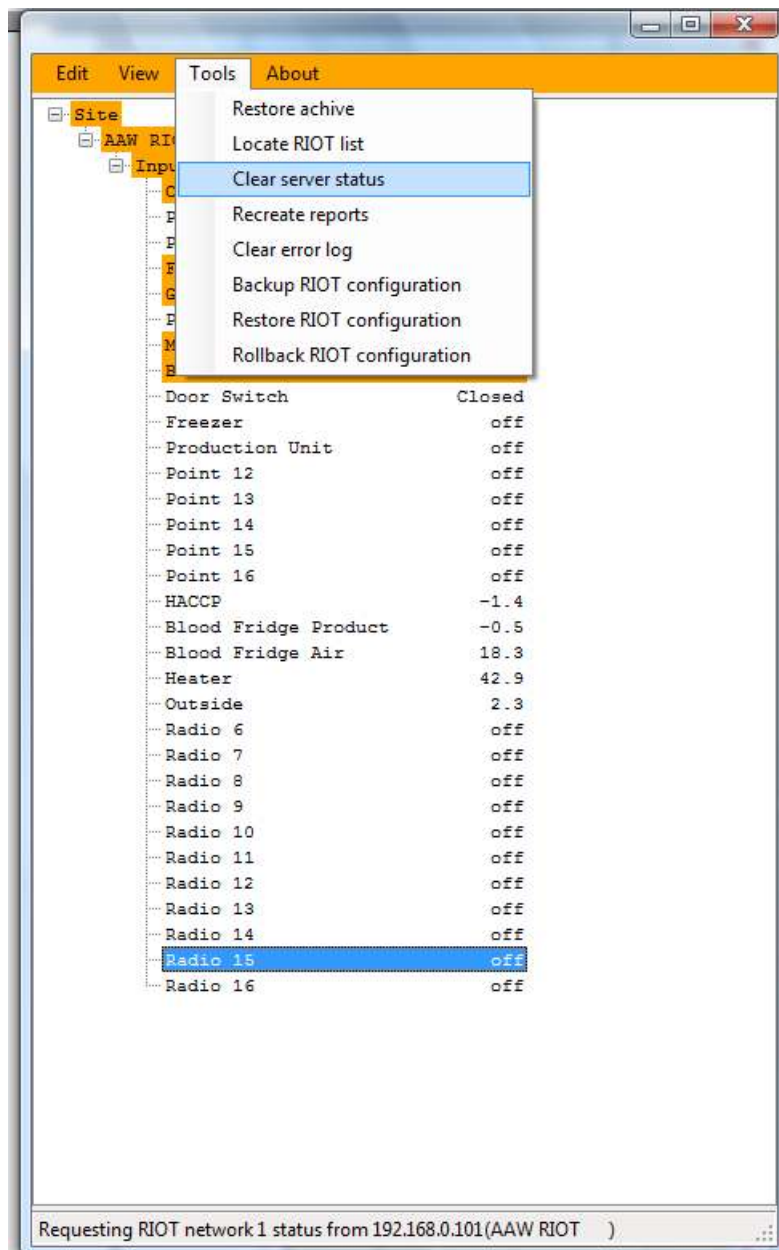 Edit View Tools About
Restore achive
Locate RIOT list
Clear server status
Recreate reports
Clear error log
Backup RIOT configuration
Restore RIOT configuration
Rollback RIOT configuration
Site
AAW RIO
Inpu
Door Switch Closed
Freezer off
Production Unit off
Point 12 off
Point 13 off
Point 14 off
Point 15 off
Point 16 off
HACCP -1.4
Blood Fridge Product -0.5
Blood Fridge Air 18.3
Heater 42.9
Outside 2.3
Radio 6 off
Radio 7 off
Radio 8 off
Radio 9 off
Radio 10 off
Radio 11 off
Radio 12 off
Radio 13 off
Radio 14 off
Radio 15 off
Radio 16 off
Requesting RIOT network 1 status from 192.168.0.101(AAW RIOT )